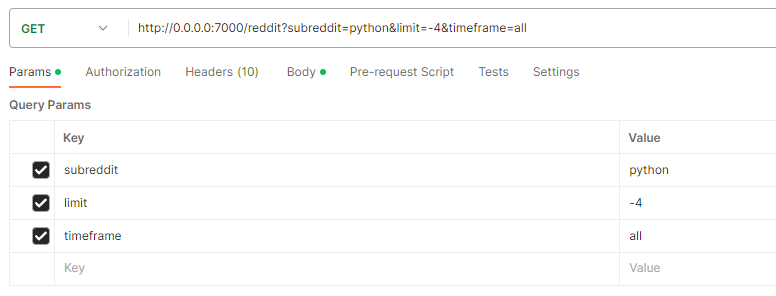 GET http://0.0.0.0:7000/reddit?subreddit=python&limit=-4&timeframe=all
Params Authorization Headers (10) Body Pre-request Script Tests Settings
Query Params
Key Value
subreddit python
limit -4
timeframe all
Key Value